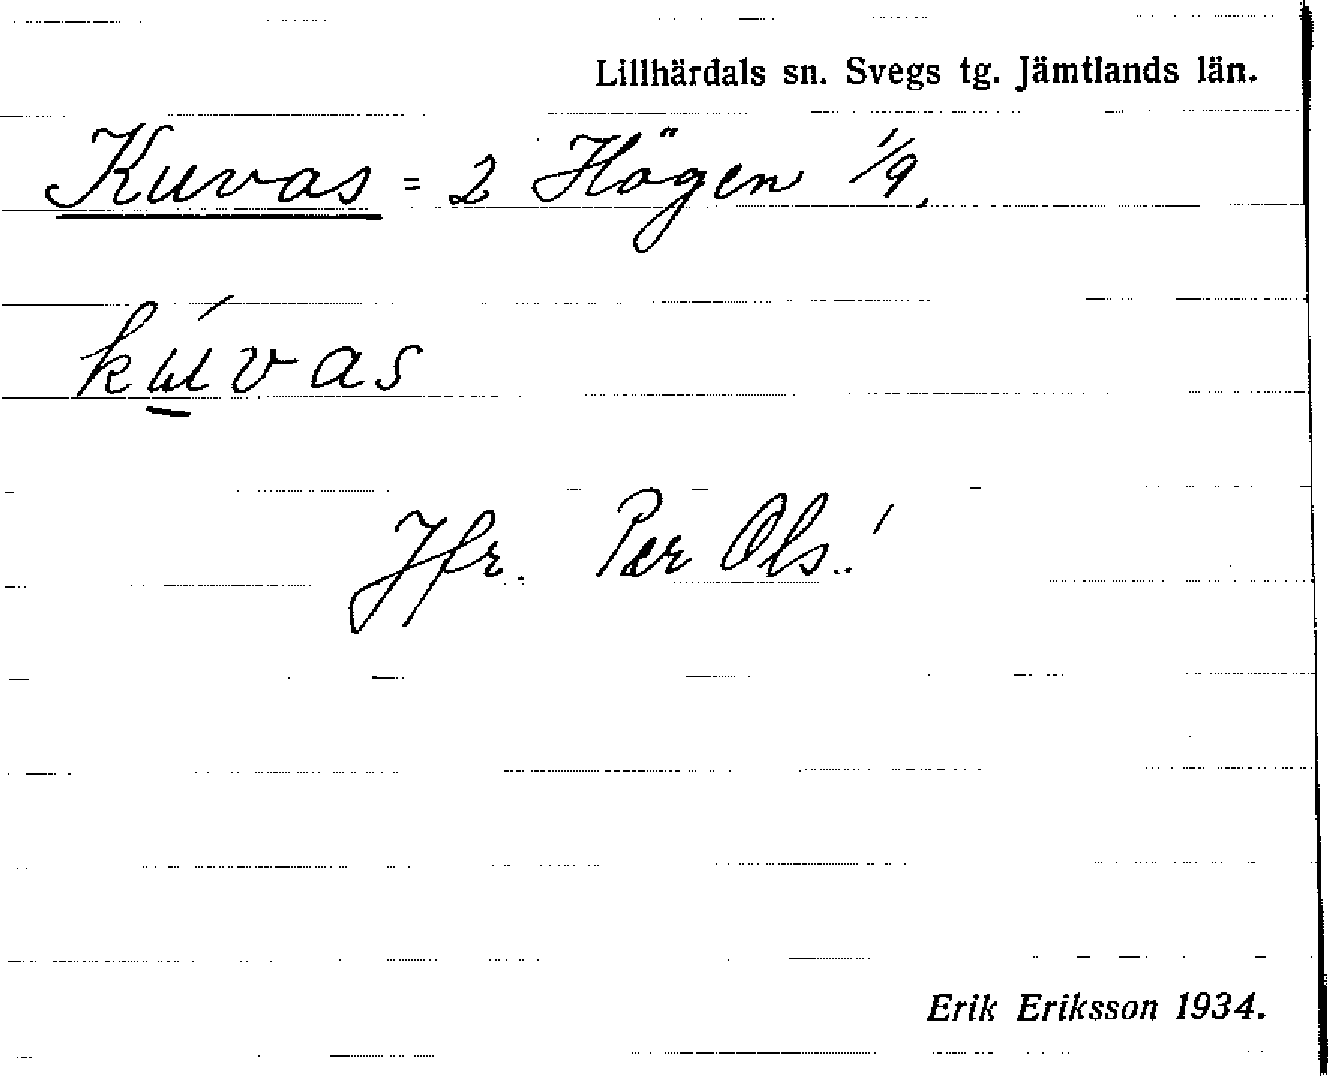 Lillhärdals sn. Svegs tg. Jämtlands län.
Kuvas = 2 Högen 1/9.
kúvas
Jfr. Per Ols.!
Erik Eriksson 1934.